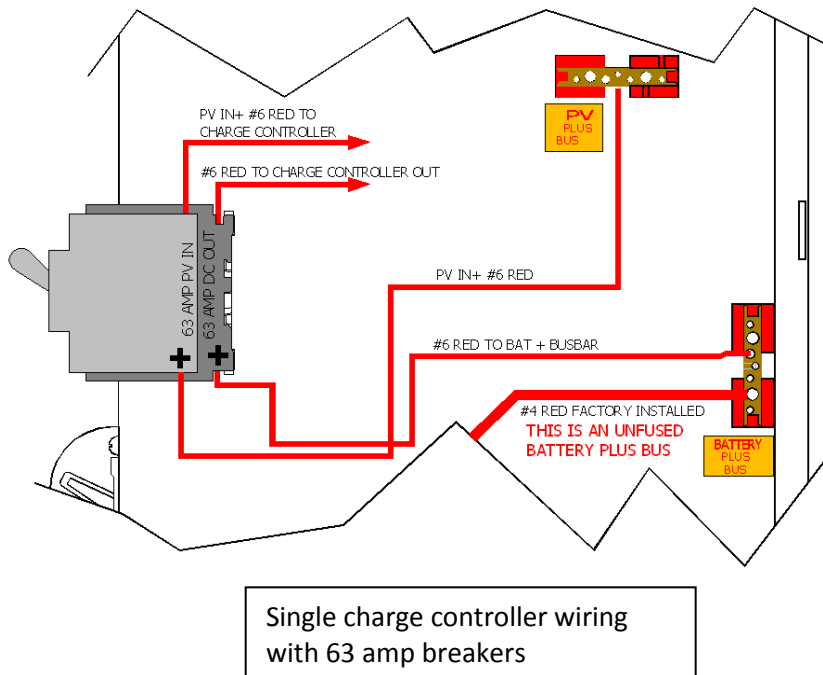 PV IN+ #6 RED TO
CHARGE CONTROLLER
PV
PLUS
BUS
#6 RED TO CHARGE CONTROLLER OUT
63 AMP PV IN
63 AMP DC OUT
+
+
PV IN+ #6 RED
#6 RED TO BAT + BUSBAR
#4 RED FACTORY INSTALLED
THIS IS AN UNFUSED
BATTERY PLUS BUS
BATTERY
PLUS
BUS
Single charge controller wiring
with 63 amp breakers